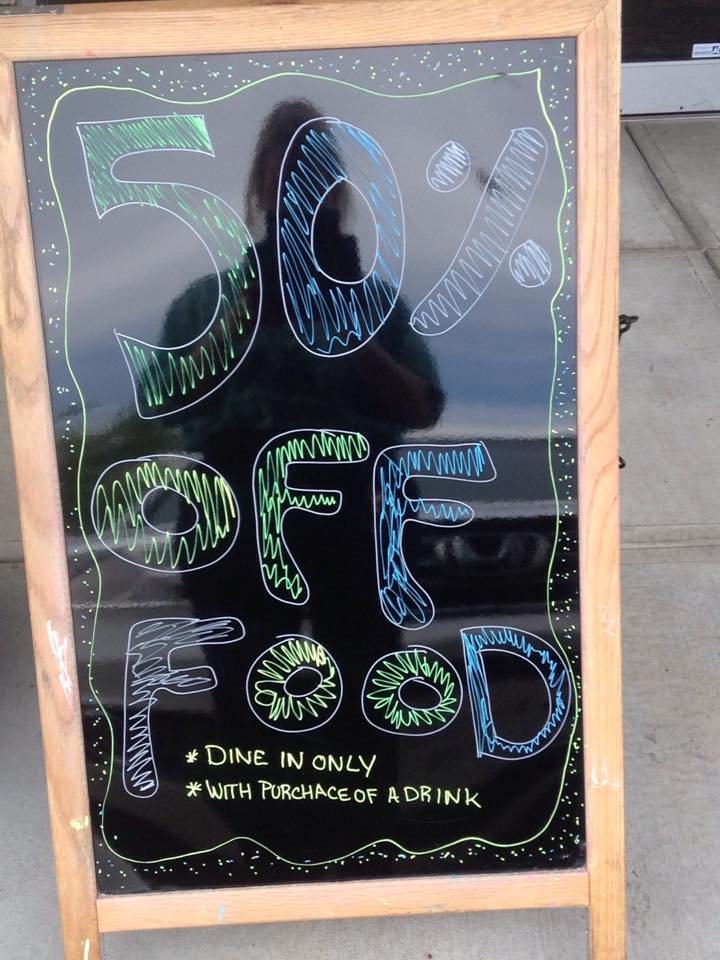 50%
OFF
FOOD
* DINE IN ONLY
* WITH PURCHACE OF A DRINK